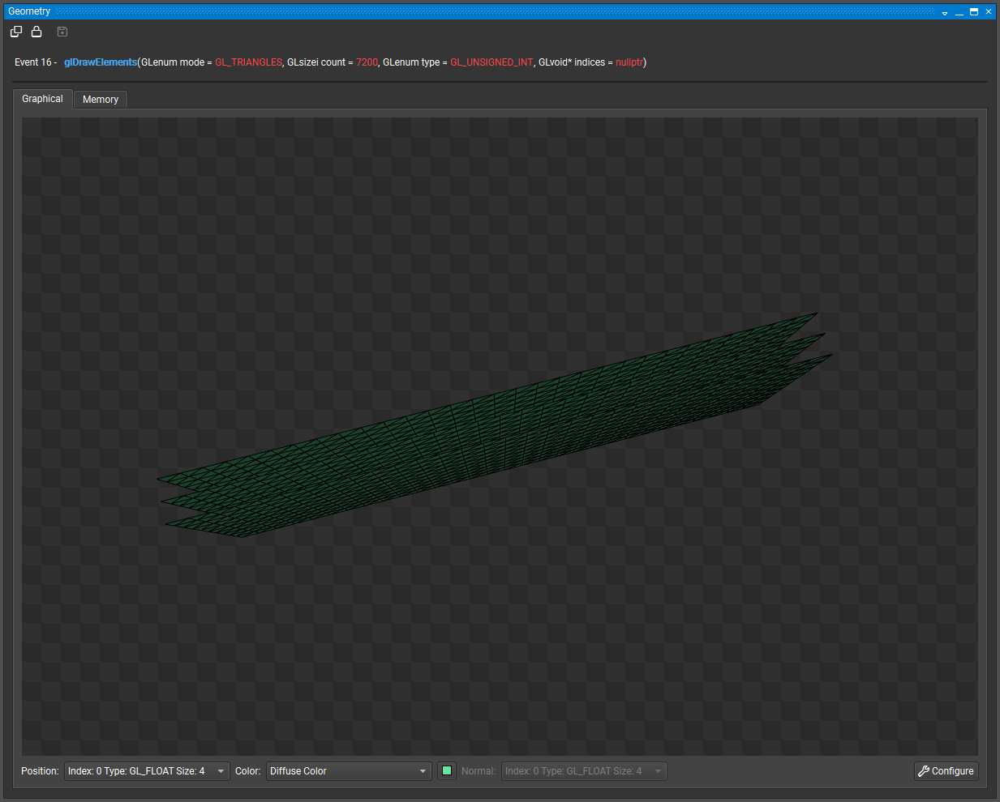 Geometry
Event 16 - glDrawElements(GLenum mode = GL_TRIANGLES, GLsizei count = 7200, GLenum type = GL_UNSIGNED_INT, GLvoid* indices = nullptr)
Graphical Memory
Position: Index: 0 Type: GL_FLOAT Size: 4 Color: Diffuse Color Normal: Index: 0 Type: GL_FLOAT Size: 4 Configure